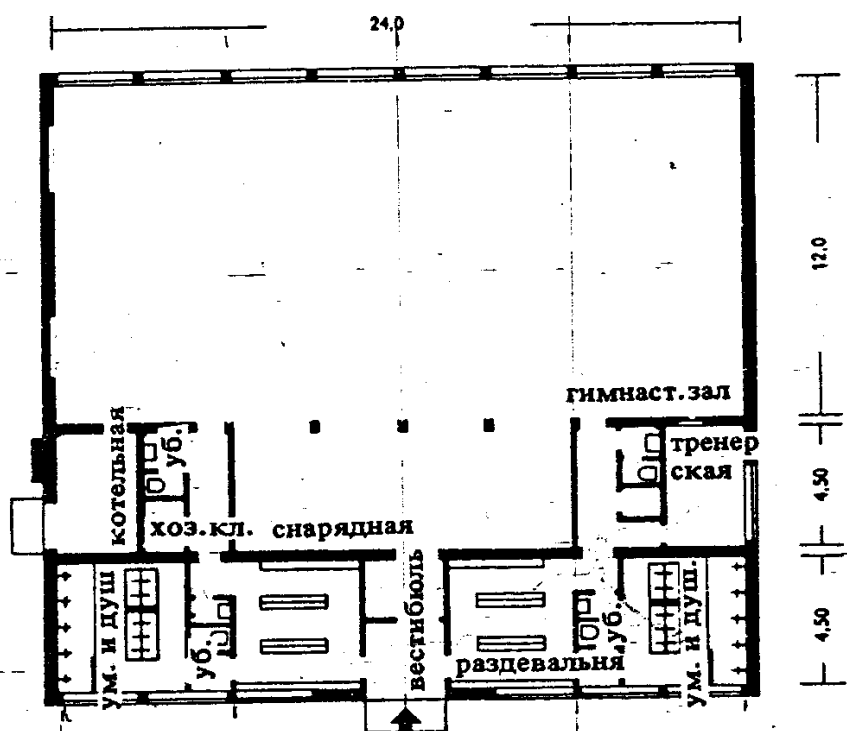 24,0
12,0
гимнаст.зал
котельная
уб.
тренер
ская
4,50
хоз.кл. снарядная
ум. и душ
уб.
вестибюль
раздевальня
уб.
ум. и душ.
4,50